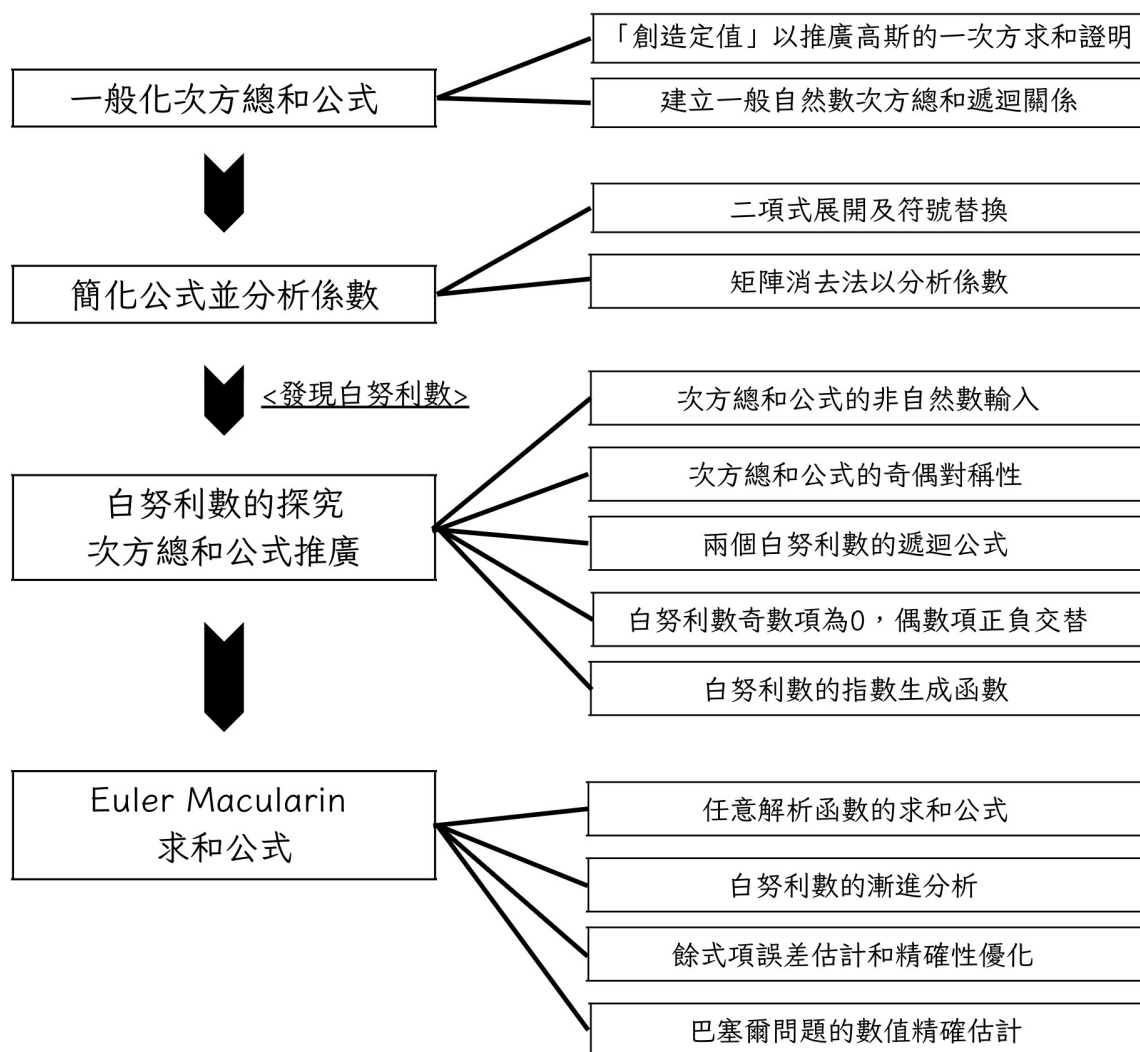 一般化次方總和公式
「創造定值」以推廣高斯的一次方求和證明
建立一般自然數次方總和遞迴關係
簡化公式並分析係數
二項式展開及符號替換
矩陣消去法以分析係數
<發現白努利數>
白努利數的探究
次方總和公式推廣
次方總和公式的非自然數輸入
次方總和公式的奇偶對稱性
兩個白努利數的遞迴公式
白努利數奇數項為0，偶數項正負交替
白努利數的指數生成函數
Euler Macularin
求和公式
任意解析函數的求和公式
白努利數的漸進分析
餘式項誤差估計和精確性優化
巴塞爾問題的數值精確估計